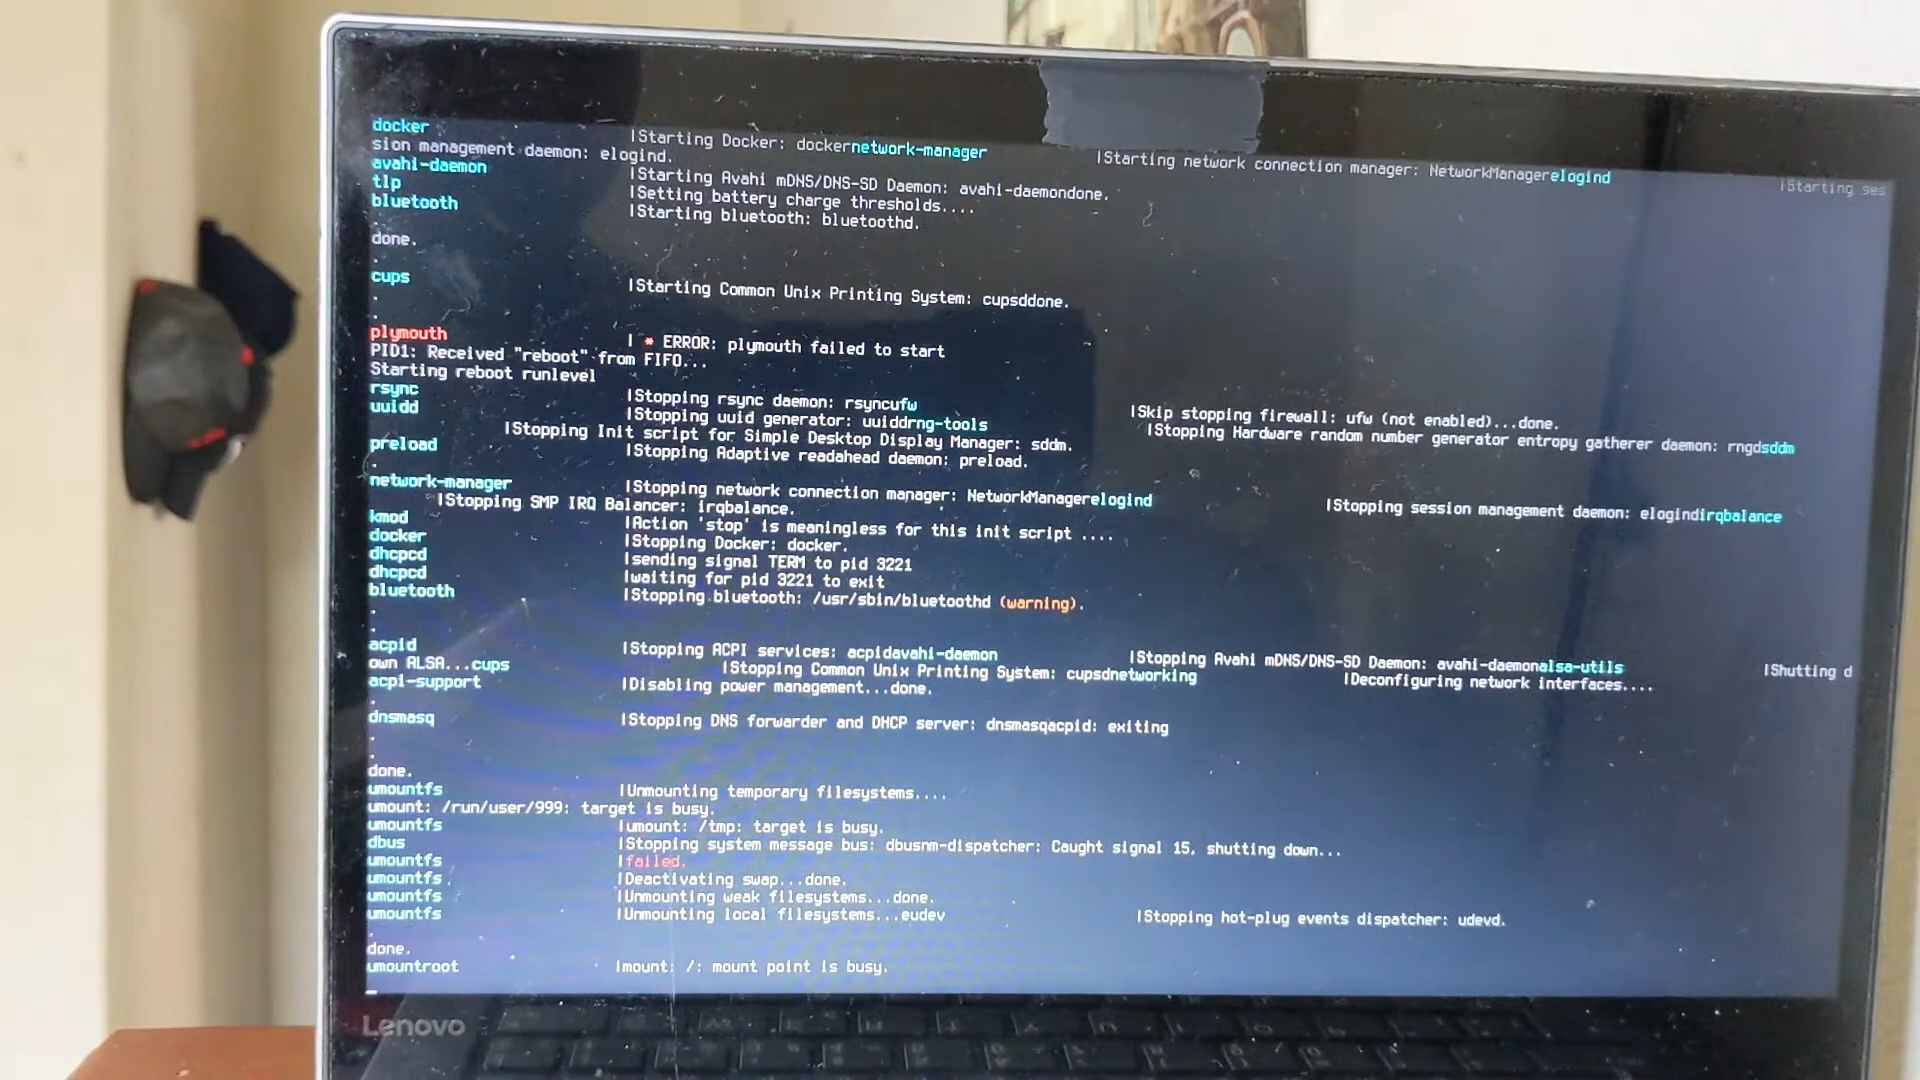 docker |Starting Docker: dockernetwork-manager |Starting network connection manager: NetworkManagerelogind |Starting ses
sion management daemon: elogind.
avahi-daemon |Starting Avahi mDNS/DNS-SD Daemon: avahi-daemondone.
tlp |Setting battery charge thresholds....
bluetooth |Starting bluetooth: bluetoothd.
.
done.
.
cups |Starting Common Unix Printing System: cupsddone.
.
.
plymouth | * ERROR: plymouth failed to start
PID1: Received "reboot" from FIFO...
Starting reboot runlevel
rsync |Stopping rsync daemon: rsyncufw |Skip stopping firewall: ufw (not enabled)...done.
uuidd |Stopping uuid generator: uuiddrng-tools |Stopping Hardware random number generator entropy gatherer daemon: rngdsddm
|Stopping Init script for Simple Desktop Display Manager: sddm.
preload |Stopping Adaptive readahead daemon: preload.
.
network-manager |Stopping network connection manager: NetworkManagerelogind |Stopping session management daemon: elogindirqbalance
|Stopping SMP IRQ Balancer: irqbalance.
kmod |Action 'stop' is meaningless for this init script ....
docker |Stopping Docker: docker.
dhcpcd |sending signal TERM to pid 3221
dhcpcd |waiting for pid 3221 to exit
bluetooth |Stopping bluetooth: /usr/sbin/bluetoothd (warning).
.
.
acpid |Stopping ACPI services: acpidavahi-daemon |Stopping Avahi mDNS/DNS-SD Daemon: avahi-daemonalsa-utils |Shutting d
own ALSA...cups |Stopping Common Unix Printing System: cupsdnetworking |Deconfiguring network interfaces....
acpi-support |Disabling power management...done.
.
dnsmasq |Stopping DNS forwarder and DHCP server: dnsmasqacpid: exiting
.
.
done.
umountfs |Unmounting temporary filesystems....
umount: /run/user/999: target is busy.
umountfs |umount: /tmp: target is busy.
dbus |Stopping system message bus: dbusnm-dispatcher: Caught signal 15, shutting down...
umountfs |failed.
umountfs |Deactivating swap...done.
umountfs |Unmounting weak filesystems...done.
umountfs |Unmounting local filesystems...eudev |Stopping hot-plug events dispatcher: udevd.
.
done.
umountroot |mount: /: mount point is busy.
Lenovo